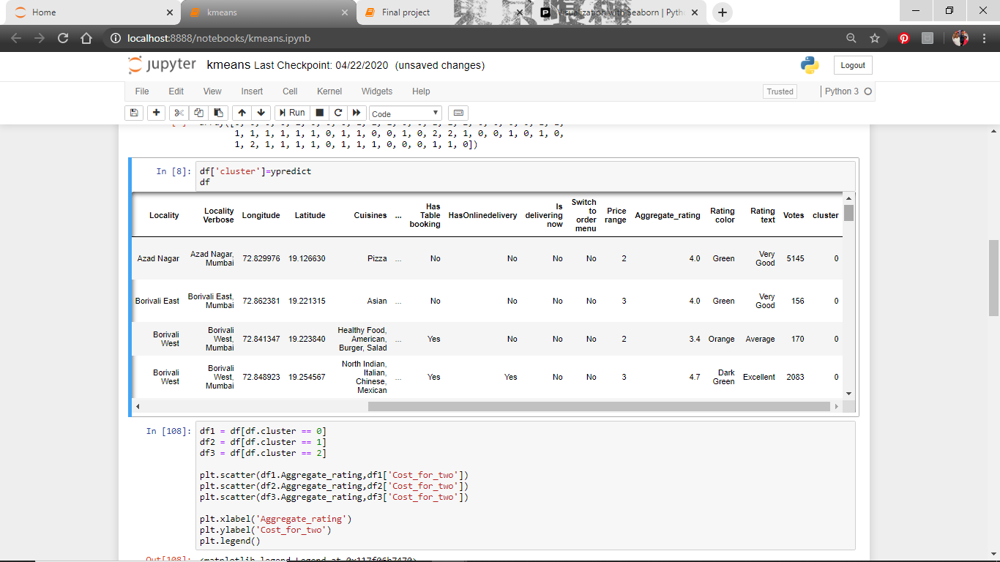 Home
kmeans
Final project
Visualization with Seaborn | Pyth
localhost:8888/notebooks/kmeans.ipynb
jupyter kmeans Last Checkpoint: 04/22/2020 (unsaved changes)
Logout
File Edit View Insert Cell Kernel Widgets Help
Trusted
Python 3
Run
Code
1, 1, 1, 1, 1, 0, 1, 1, 0, 0, 1, 0, 2, 2, 1, 0, 0, 1, 0, 1, 0,
1, 2, 1, 1, 1, 1, 0, 1, 1, 1, 0, 0, 0, 1, 1, 0])
In [8]: df['cluster']=ypredict
df
Locality Locality Verbose Longitude Latitude Cuisines ... Has Table booking HasOnlinedelivery Is delivering now Switch to order menu Price range Aggregate_rating Rating color Rating text Votes cluster
Azad Nagar Azad Nagar, Mumbai 72.829976 19.126630 Pizza ... No No No No 2 4.0 Green Very Good 5145 0
Borivali East Borivali East, Mumbai 72.862381 19.221315 Asian ... No No No No 3 4.0 Green Very Good 156 0
Borivali West Borivali West, Mumbai 72.841347 19.223840 Healthy Food, American, Burger, Salad ... Yes No No No 2 3.4 Orange Average 170 0
Borivali West Borivali West, Mumbai 72.848923 19.254567 North Indian, Italian, Chinese, Mexican ... Yes Yes No No 3 4.7 Dark Green Excellent 2083 0
In [108]: df1 = df[df.cluster == 0]
df2 = df[df.cluster == 1]
df3 = df[df.cluster == 2]
plt.scatter(df1.Aggregate_rating,df1['Cost_for_two'])
plt.scatter(df2.Aggregate_rating,df2['Cost_for_two'])
plt.scatter(df3.Aggregate_rating,df3['Cost_for_two'])
plt.xlabel('Aggregate_rating')
plt.ylabel('Cost_for_two')
plt.legend()
Out[108]: <matplotlib.legend.Legend at 0x117f06b7470>